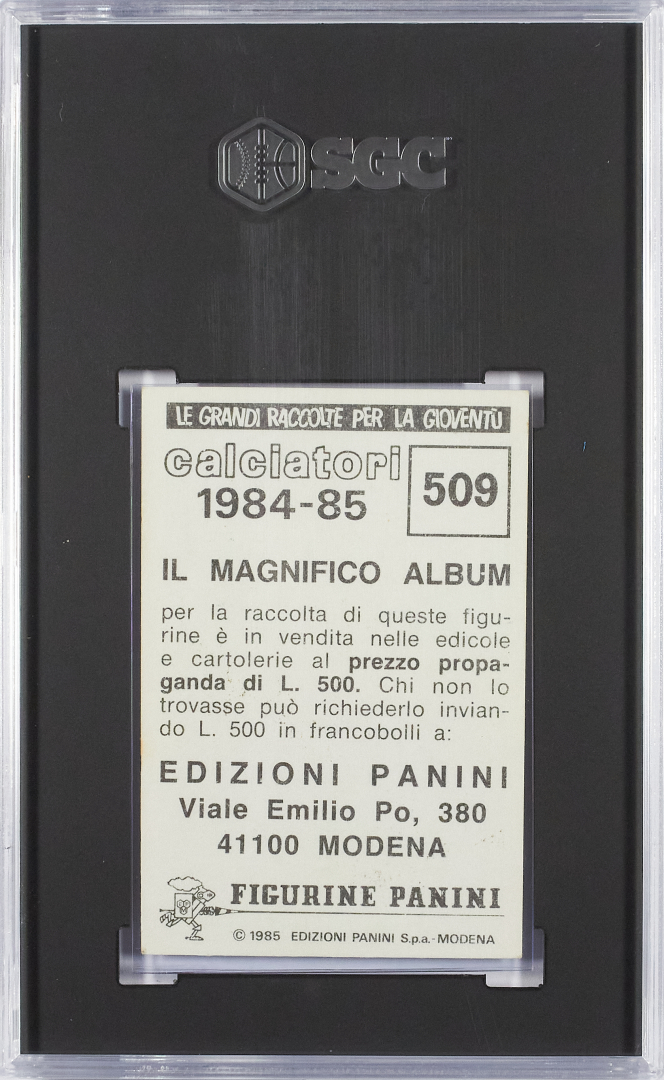 SGC
LE GRANDI RACCOLTE PER LA GIOVENTÙ
calciatori
1984-85
509
IL MAGNIFICO ALBUM
per la raccolta di queste figu-
rine è in vendita nelle edicole
e cartolerie al prezzo propa-
ganda di L. 500. Chi non lo
trovasse può richiederlo invian-
do L. 500 in francobolli a:
EDIZIONI PANINI
Viale Emilio Po, 380
41100 MODENA
FIGURINE PANINI
© 1985 EDIZIONI PANINI S.p.a.-MODENA